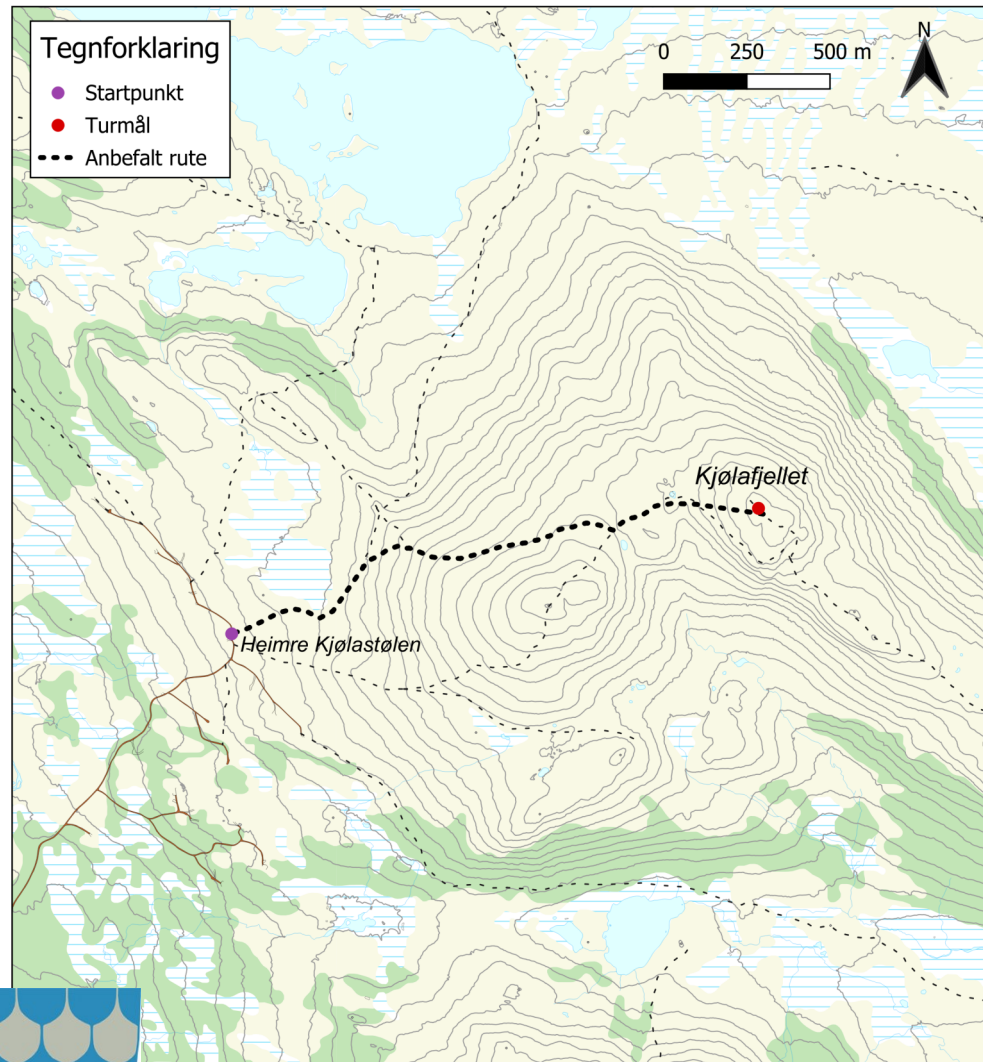 Tegnforklaring
Startpunkt
Turmål
Anbefalt rute
0 250 500 m
N
Kjølafjellet
Heimre Kjølastølen